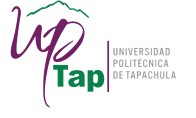 up
Tap
UNIVERSIDAD
POLITÉCNICA
DE TAPACHULA